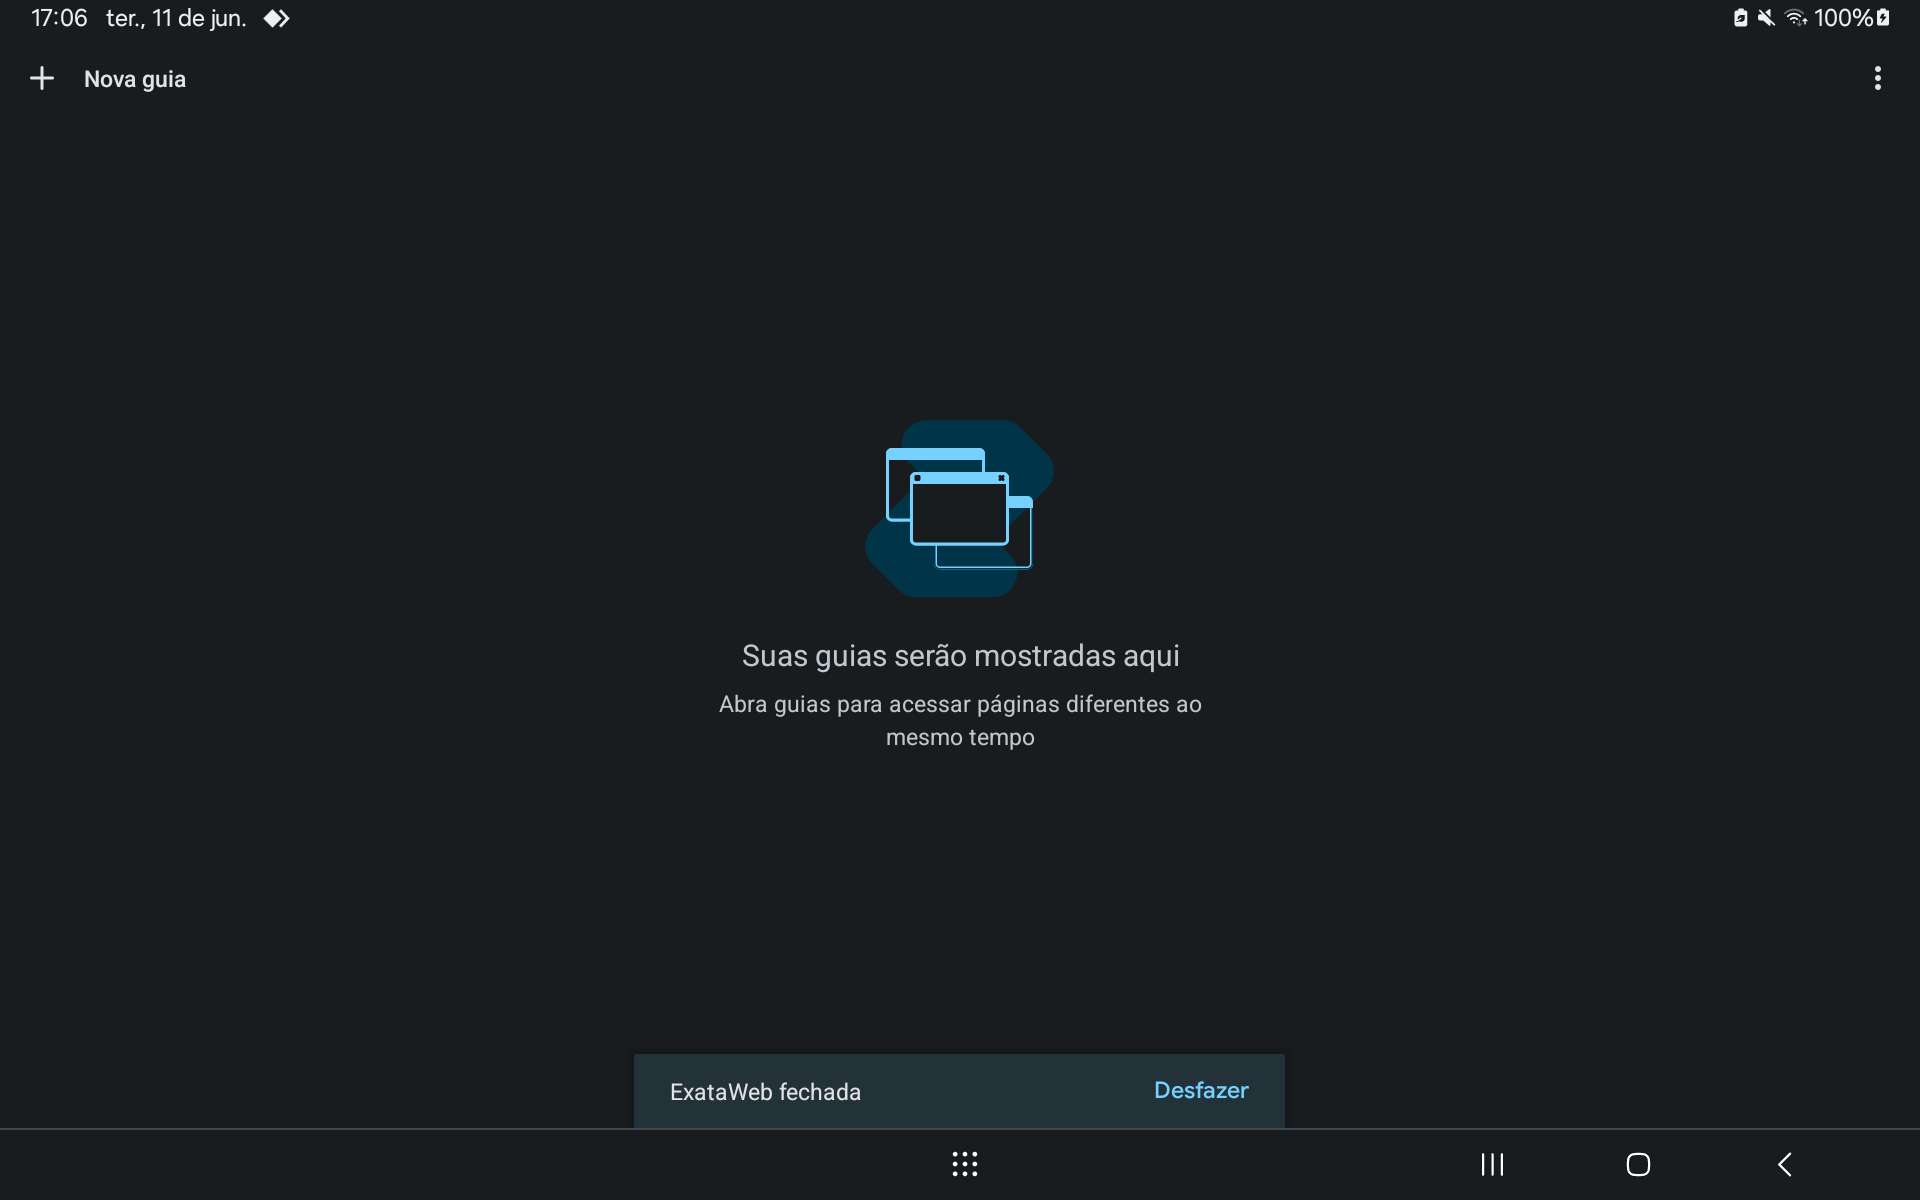 17:06 ter., 11 de jun. 100%
Nova guia
Suas guias serão mostradas aqui
Abra guias para acessar páginas diferentes ao
mesmo tempo
ExataWeb fechada Desfazer